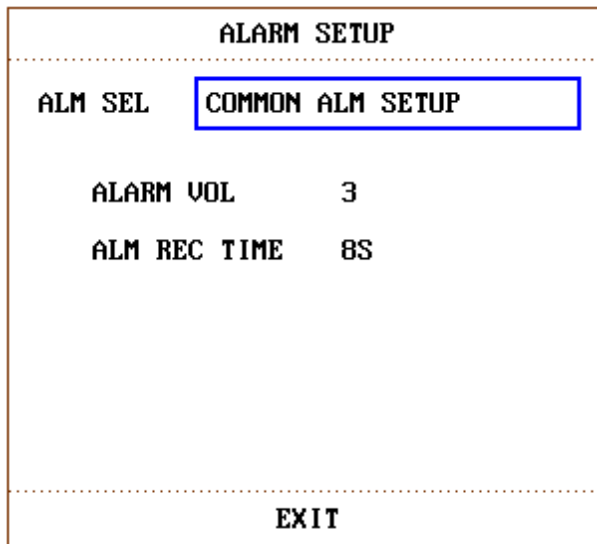 ALARM SETUP
ALM SEL COMMON ALM SETUP
ALARM VOL 3
ALM REC TIME 8S
EXIT